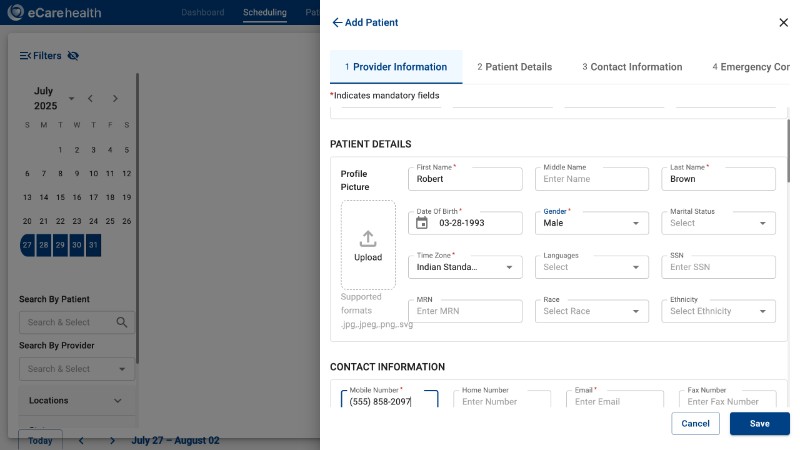 eCarehealth
Dashboard
Scheduling
Pat
Add Patient
1 Provider Information
2 Patient Details
3 Contact Information
4 Emergency Con
*Indicates mandatory fields
Filters
July
2025
S M T W T F S
1 2 3 4 5
6 7 8 9 10 11 12
13 14 15 16 17 18 19
20 21 22 23 24 25 26
27 28 29 30 31
Search By Patient
Search & Select
Search By Provider
Search & Select
Locations
Today
July 27 – August 02
PATIENT DETAILS
Profile
Picture
Upload
Supported
formats
.jpg,.jpeg,.png,.svg
First Name *
Robert
Middle Name
Enter Name
Last Name *
Brown
Date Of Birth *
03-28-1993
Gender *
Male
Marital Status
Select
Time Zone *
Indian Standa...
Languages
Select
SSN
Enter SSN
MRN
Enter MRN
Race
Select Race
Ethnicity
Select Ethnicity
CONTACT INFORMATION
Mobile Number *
(555) 858-2097
Home Number
Enter Number
Email *
Enter Email
Fax Number
Enter Fax Number
Cancel
Save